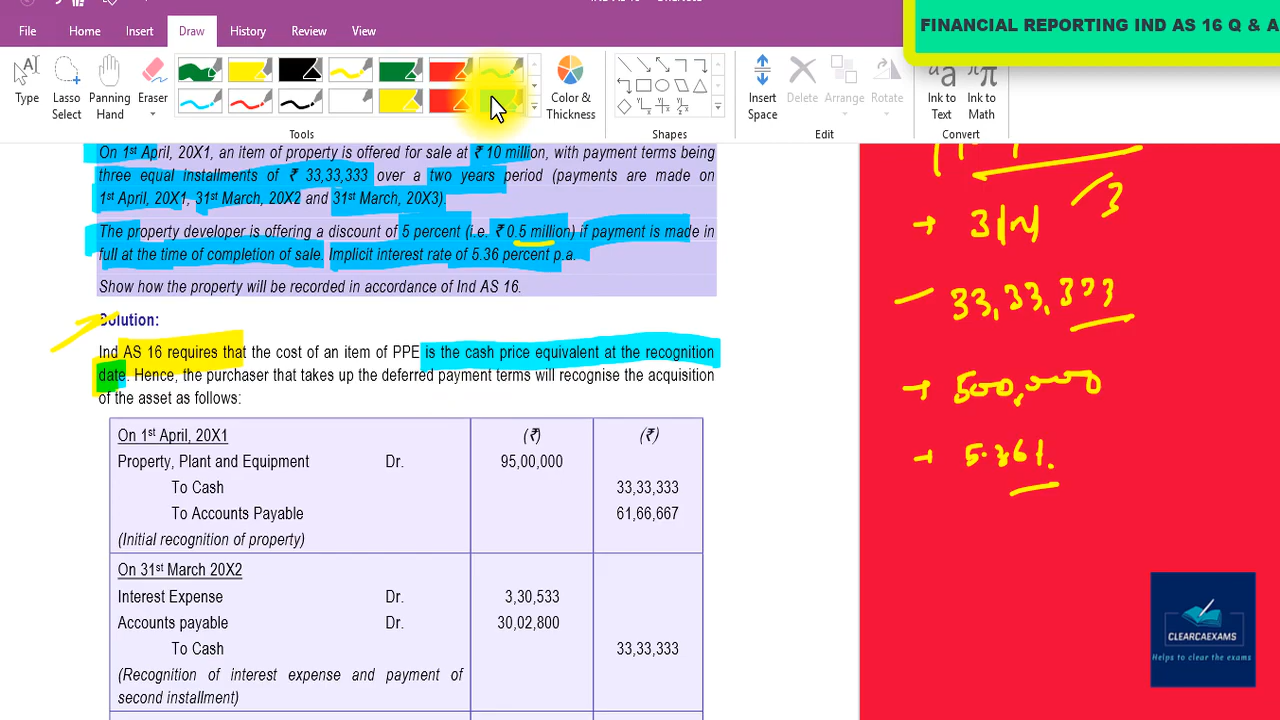 FINANCIAL REPORTING IND AS 16 Q & A
File Home Insert Draw History Review View
Type Lasso Select Panning Hand Eraser Color & Thickness Insert Space Delete Arrange Rotate Ink to Text Ink to Math
Tools Shapes Edit Convert
On 1st April, 20X1, an item of property is offered for sale at ₹ 10 million, with payment terms being
three equal installments of ₹ 33,33,333 over a two years period (payments are made on
1st April, 20X1, 31st March, 20X2 and 31st March, 20X3).
The property developer is offering a discount of 5 percent (i.e. ₹ 0.5 million) if payment is made in
full at the time of completion of sale. Implicit interest rate of 5.36 percent p.a.
Show how the property will be recorded in accordance of Ind AS 16.
Solution:
Ind AS 16 requires that the cost of an item of PPE is the cash price equivalent at the recognition
date. Hence, the purchaser that takes up the deferred payment terms will recognise the acquisition
of the asset as follows:
On 1st April, 20X1 (₹) (₹)
Property, Plant and Equipment Dr. 95,00,000
To Cash 33,33,333
To Accounts Payable 61,66,667
(Initial recognition of property)
On 31st March 20X2
Interest Expense Dr. 3,30,533
Accounts payable Dr. 30,02,800
To Cash 33,33,333
(Recognition of interest expense and payment of
second installment)
33,33,333
500,000
5.36%.
CLEARCAEXAMS
Helps to clear the exams